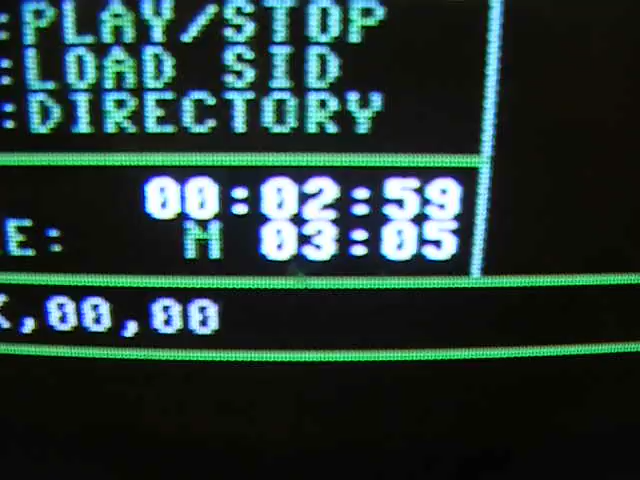 :PLAY/STOP
:LOAD SID
:DIRECTORY
00:02:59
E: M 03:05
,00,00